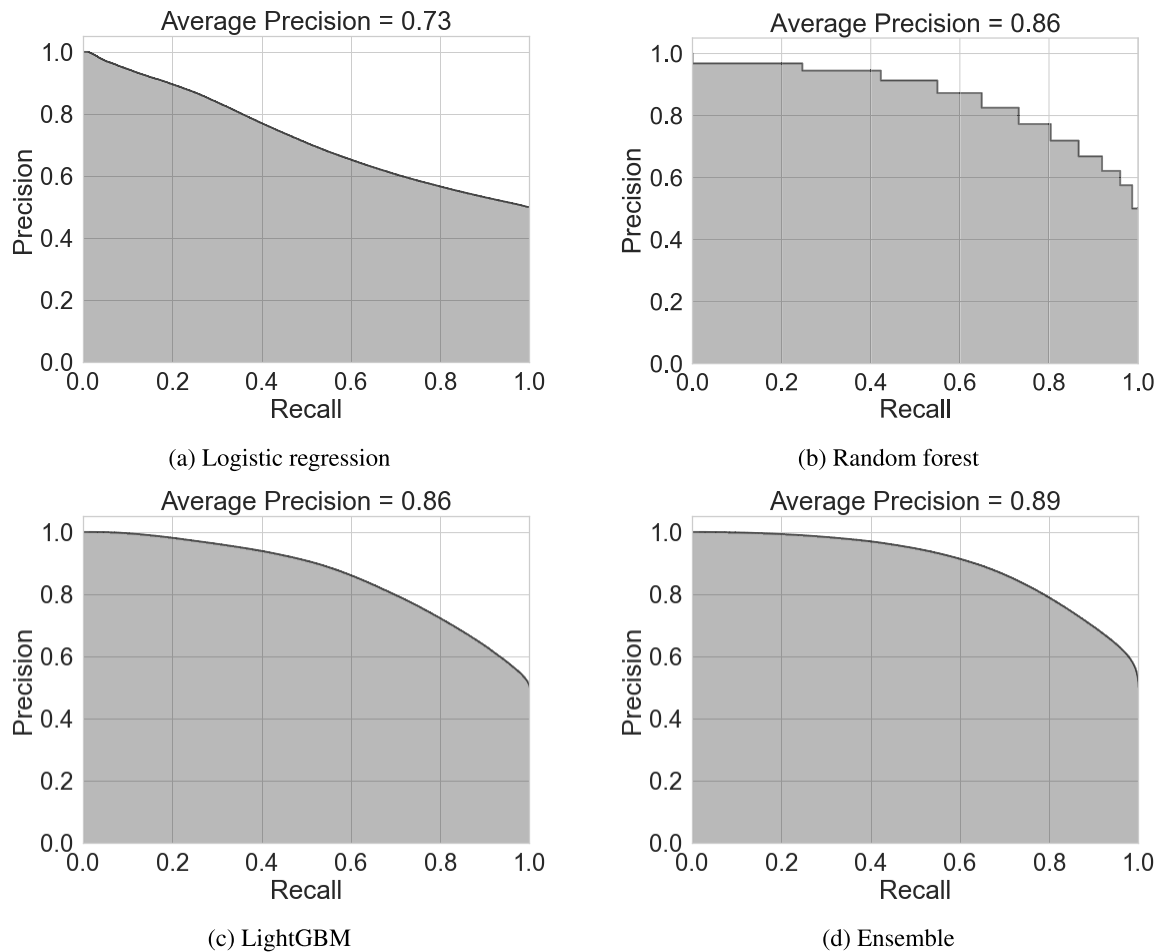 Average Precision = 0.73
1.0
0.8
0.6
0.4
0.2
0.0
Precision
0.0 0.2 0.4 0.6 0.8 1.0
Recall
(a) Logistic regression
Average Precision = 0.86
1.0
0.8
0.6
0.4
0.2
0.0
Precision
0.0 0.2 0.4 0.6 0.8 1.0
Recall
(b) Random forest
Average Precision = 0.86
1.0
0.8
0.6
0.4
0.2
0.0
Precision
0.0 0.2 0.4 0.6 0.8 1.0
Recall
(c) LightGBM
Average Precision = 0.89
1.0
0.8
0.6
0.4
0.2
0.0
Precision
0.0 0.2 0.4 0.6 0.8 1.0
Recall
(d) Ensemble